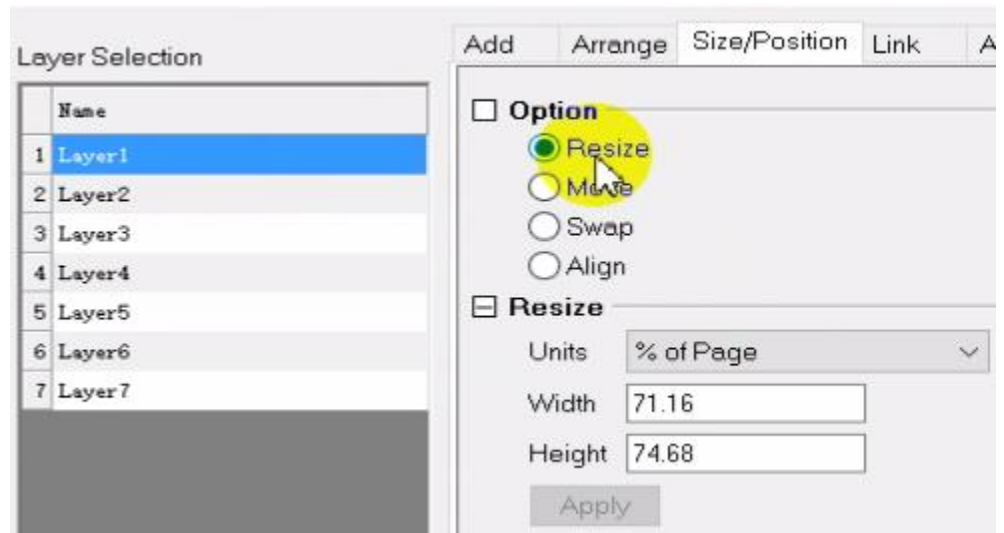 Layer Selection
Name
1 Layer1
2 Layer2
3 Layer3
4 Layer4
5 Layer5
6 Layer6
7 Layer7
Add Arrange Size/Position Link A
Option
Resize
Move
Swap
Align
Resize
Units % of Page
Width 71.16
Height 74.68
Apply